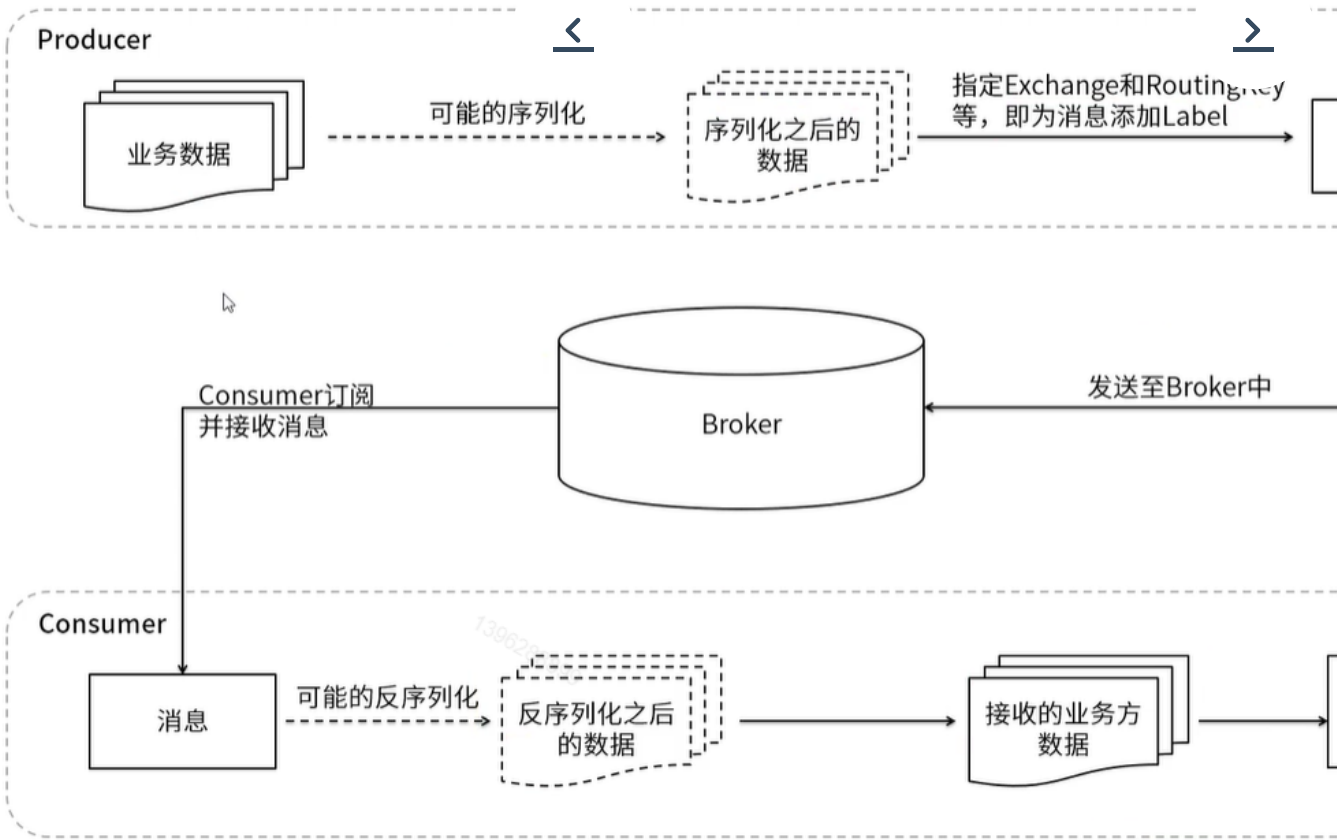 Producer
业务数据
可能的序列化
序列化之后的
数据
指定Exchange和RoutingKey
等，即为消息添加Label
Consumer订阅
并接收消息
Broker
发送至Broker中
Consumer
消息
可能的反序列化
反序列化之后
的数据
接收的业务方
数据